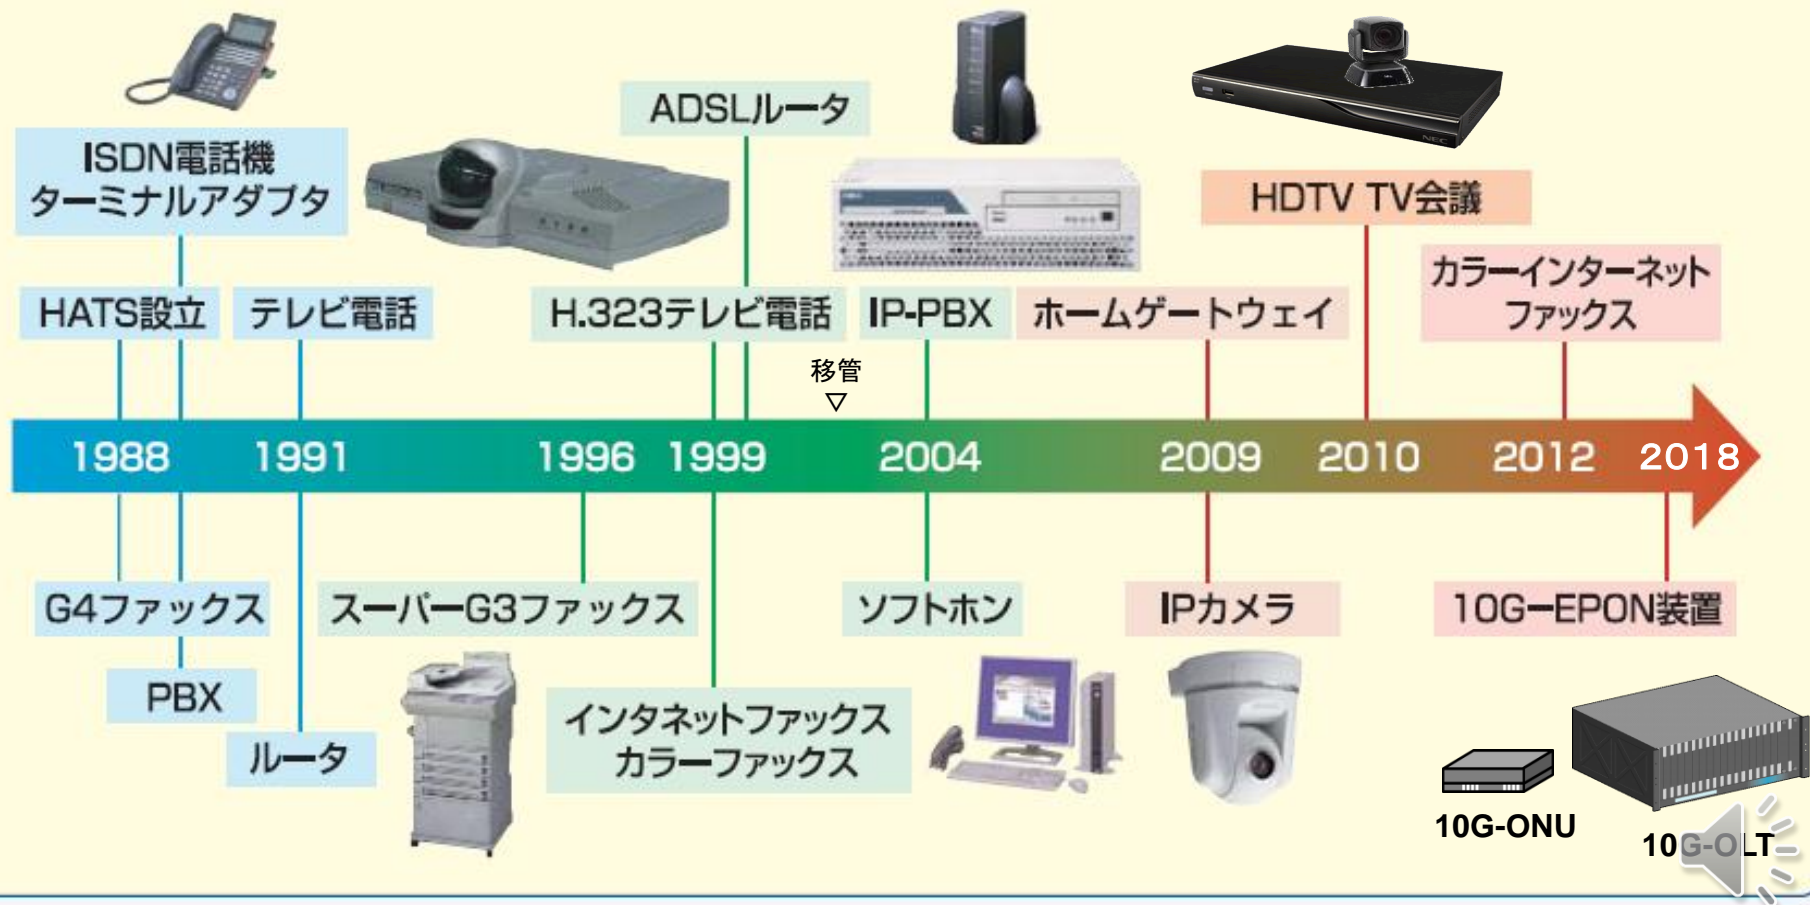 ISDN電話機
ターミナルアダプタ
ADSLルータ
HDTV TV会議
HATS設立
テレビ電話
H.323テレビ電話
IP-PBX
ホームゲートウェイ
カラーインターネット
ファックス
移管
▽
1988
1991
1996
1999
2004
2009
2010
2012
2018
G4ファックス
スーパーG3ファックス
ソフトホン
IPカメラ
10G-EPON装置
PBX
ルータ
インタネットファックス
カラーファックス
10G-ONU
10G-OLT
NEC